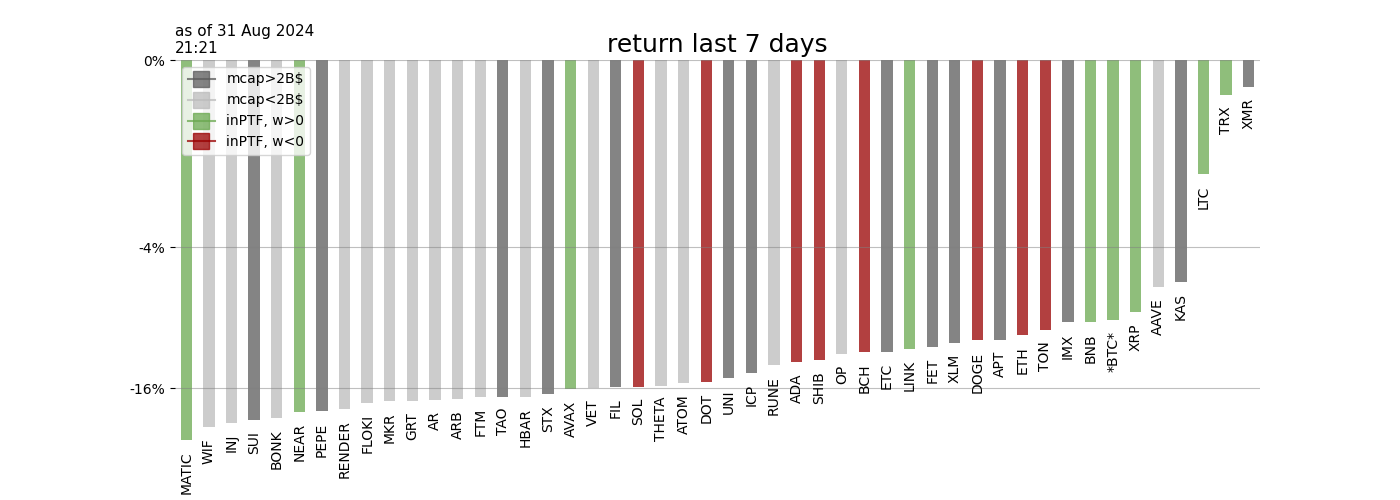 as of 31 Aug 2024
21:21
return last 7 days
0%
-4%
-16%
mcap>2B$
mcap<2B$
inPTF, w>0
inPTF, w<0
MATIC
WIF
INJ
SUI
BONK
NEAR
PEPE
RENDER
FLOKI
MKR
GRT
AR
ARB
FTM
TAO
HBAR
STX
AVAX
VET
FIL
SOL
THETA
ATOM
DOT
UNI
ICP
RUNE
ADA
SHIB
OP
BCH
ETC
LINK
FET
XLM
DOGE
APT
ETH
TON
IMX
BNB
*BTC*
XRP
AAVE
KAS
LTC
TRX
XMR